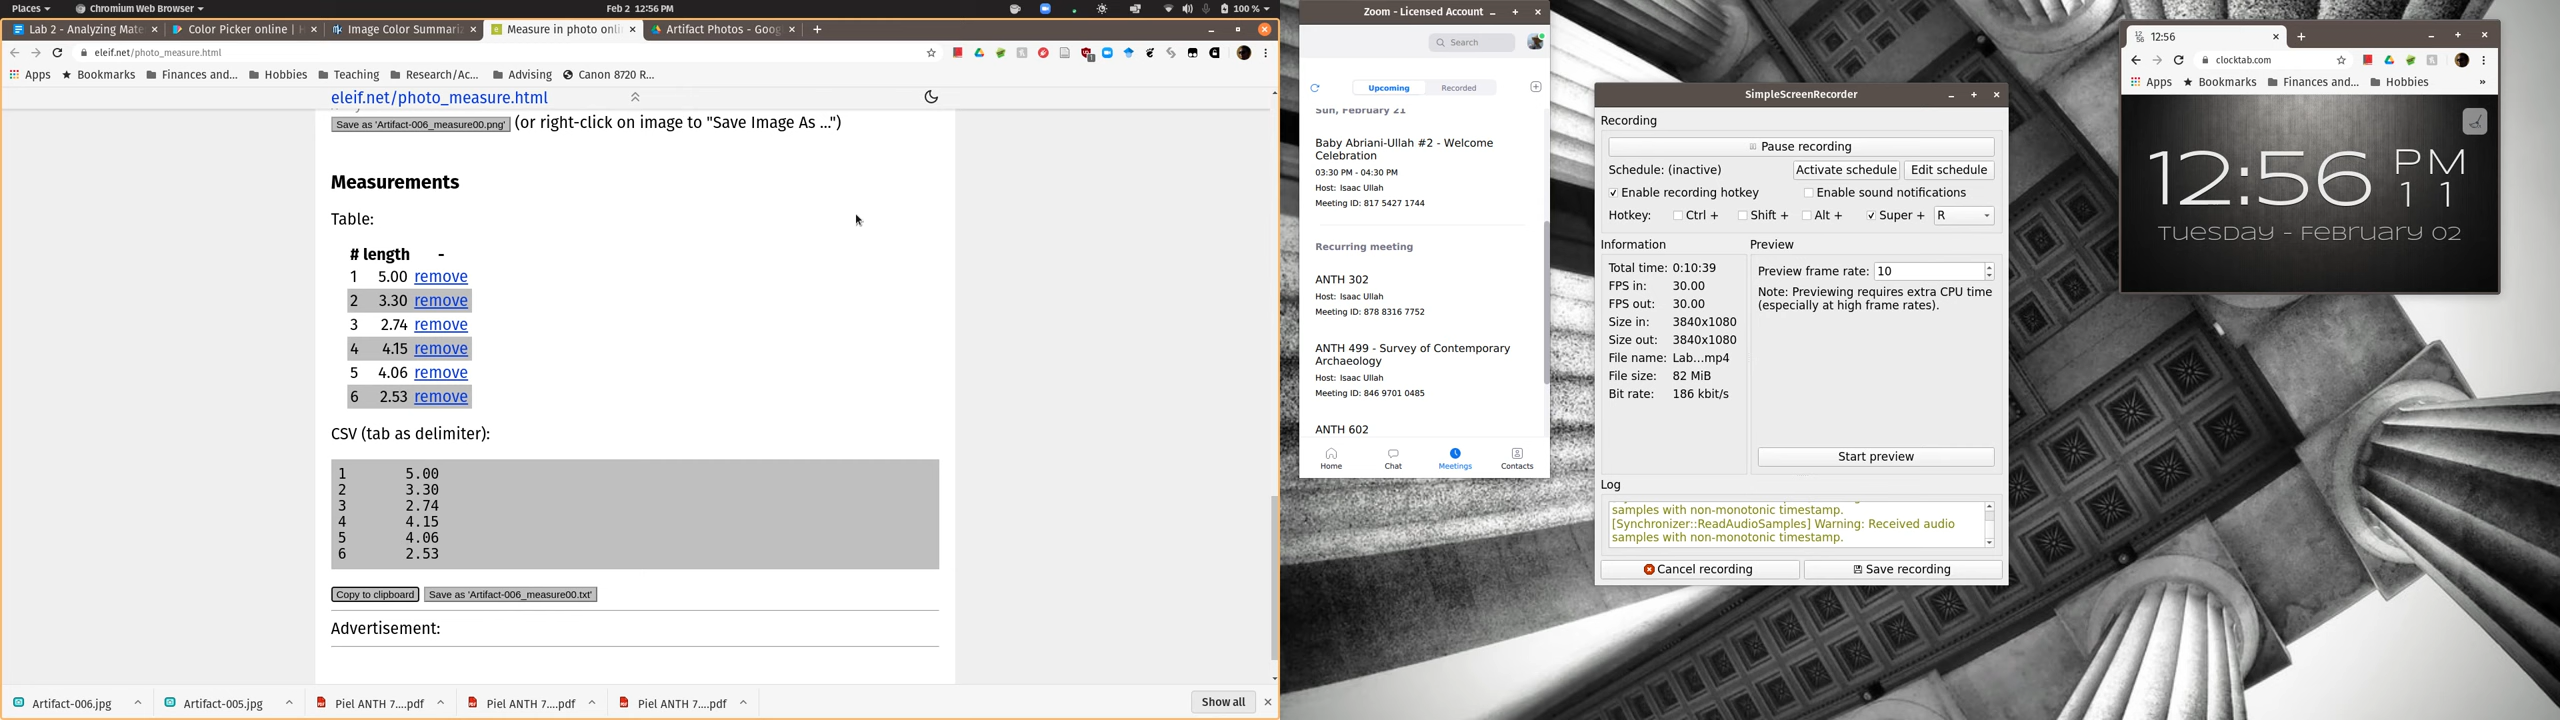 Places
Chromium Web Browser
Feb 2 12:56 PM
100 %
Lab 2 - Analyzing Mate
Color Picker online | H
Image Color Summariz
Measure in photo onlin
Artifact Photos - Goog
eleif.net/photo_measure.html
Apps
Bookmarks
Finances and...
Hobbies
Teaching
Research/Ac...
Advising
Canon 8720 R...
eleif.net/photo_measure.html
Save as 'Artifact-006_measure00.png' (or right-click on image to "Save Image As ...")
Measurements
Table:
# length -
1 5.00 remove
2 3.30 remove
3 2.74 remove
4 4.15 remove
5 4.06 remove
6 2.53 remove
CSV (tab as delimiter):
1 5.00
2 3.30
3 2.74
4 4.15
5 4.06
6 2.53
Copy to clipboard Save as 'Artifact-006_measure00.txt'
Advertisement:
Artifact-006.jpg
Artifact-005.jpg
Piel ANTH 7....pdf
Piel ANTH 7....pdf
Piel ANTH 7....pdf
Show all
Zoom - Licensed Account
Search
Upcoming
Recorded
Sun, February 21
Baby Abriani-Ullah #2 - Welcome
Celebration
03:30 PM - 04:30 PM
Host: Isaac Ullah
Meeting ID: 817 5427 1744
Recurring meeting
ANTH 302
Host: Isaac Ullah
Meeting ID: 878 8316 7752
ANTH 499 - Survey of Contemporary
Archaeology
Host: Isaac Ullah
Meeting ID: 846 9701 0485
ANTH 602
Home
Chat
Meetings
Contacts
SimpleScreenRecorder
Recording
Pause recording
Schedule: (inactive)
Activate schedule
Edit schedule
Enable recording hotkey
Enable sound notifications
Hotkey: Ctrl + Shift + Alt + Super + R
Information
Total time: 0:10:39
FPS in: 30.00
FPS out: 30.00
Size in: 3840x1080
Size out: 3840x1080
File name: Lab...mp4
File size: 82 MiB
Bit rate: 186 kbit/s
Preview
Preview frame rate: 10
Note: Previewing requires extra CPU time
(especially at high frame rates).
Start preview
Log
samples with non-monotonic timestamp.
[Synchronizer::ReadAudioSamples] Warning: Received audio
samples with non-monotonic timestamp.
Cancel recording
Save recording
12:56
clocktab.com
Apps
Bookmarks
Finances and...
Hobbies
12:56 PM
11
Tuesday - February 02